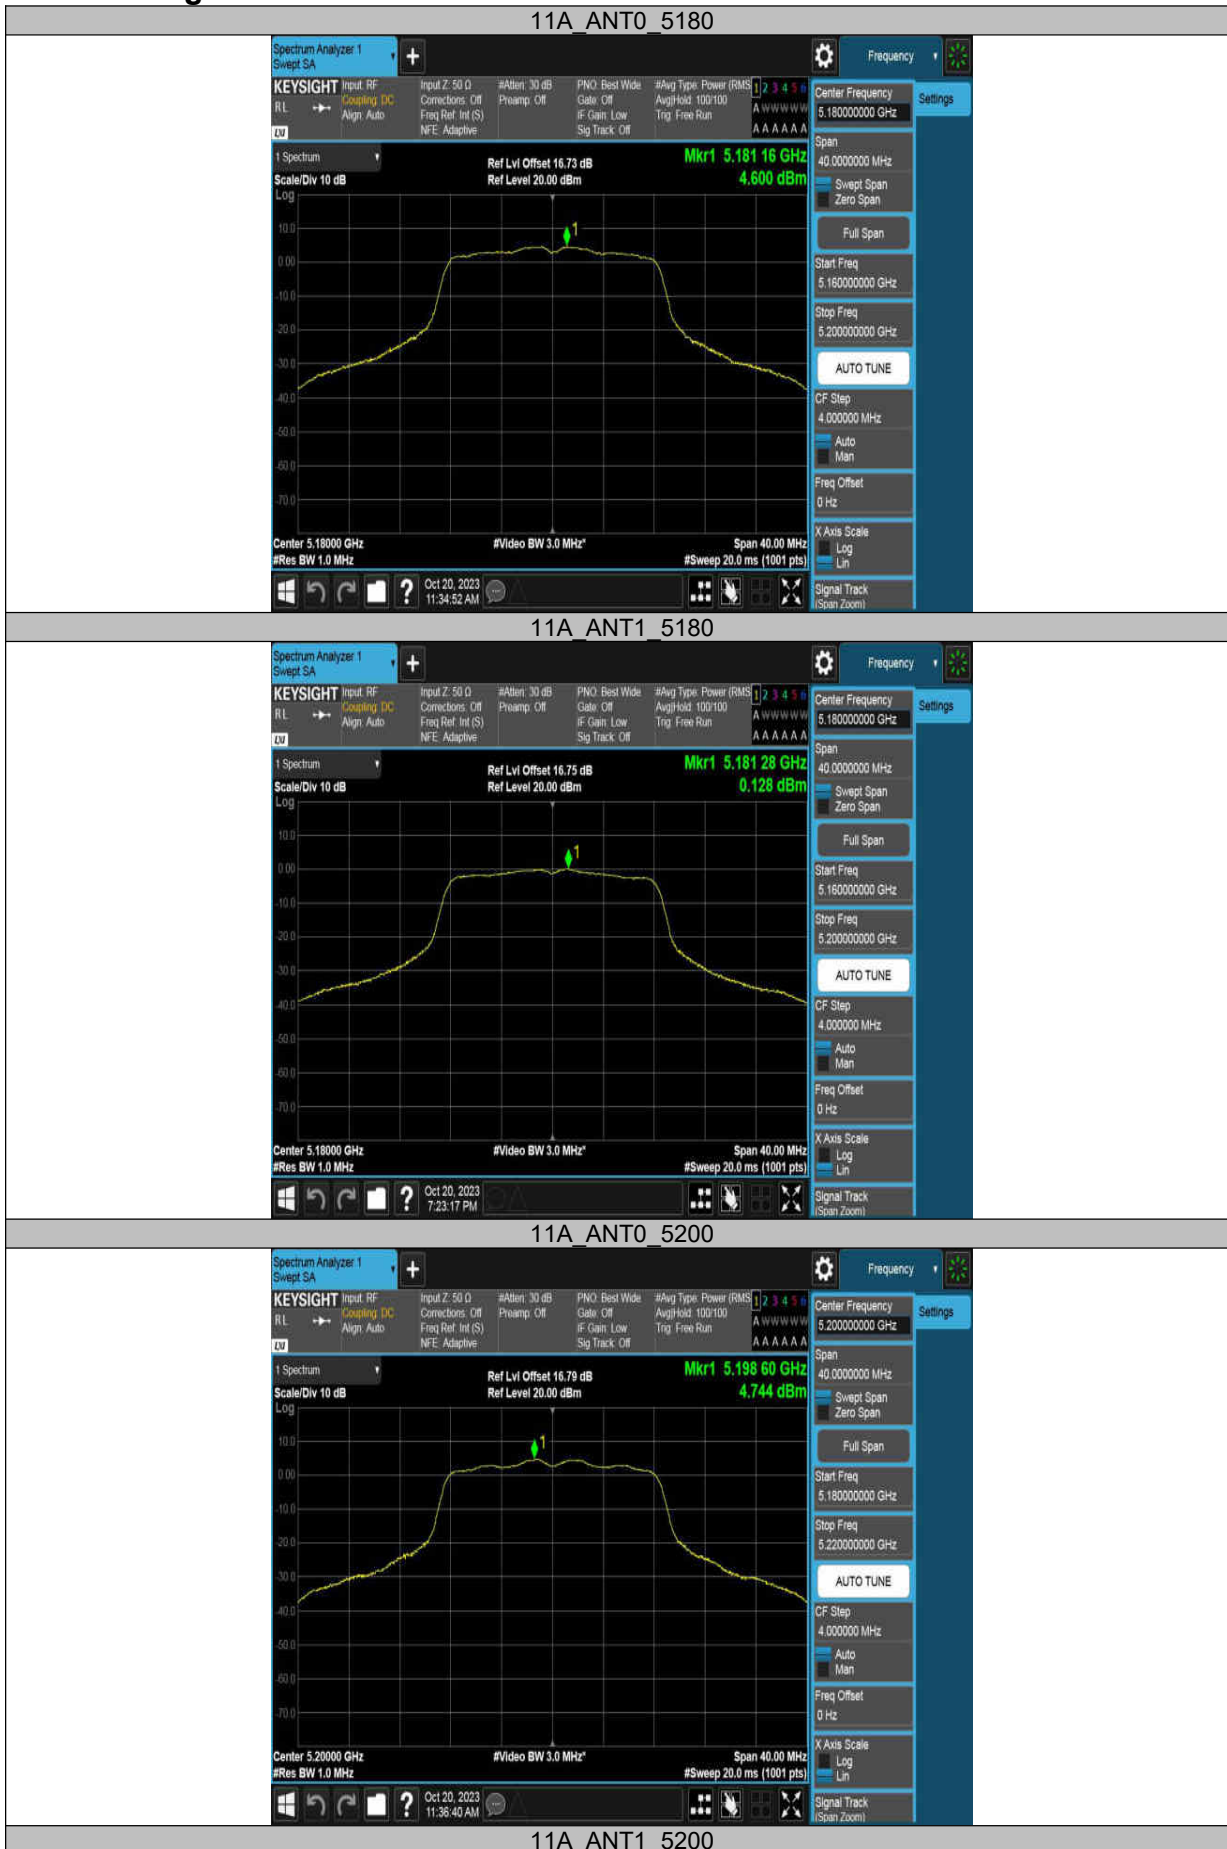 11A_ANT0_5180
Spectrum Analyzer 1
Swept SA
+
Frequency
KEYSIGHT
RL
LXI
Input: RF
Coupling: DC
Align: Auto
Input Z: 50 Ω
Corrections: Off
Freq Ref: Int (S)
NFE: Adaptive
#Atten: 30 dB
Preamp: Off
PNO: Best Wide
Gate: Off
IF Gain: Low
Sig Track: Off
#Avg Type: Power (RMS
Avg|Hold: 100/100
Trig: Free Run
1 2 3 4 5 6
A W W W W W
A A A A A A
Center Frequency
5.180000000 GHz
Settings
Span
40.0000000 MHz
Swept Span
Zero Span
Full Span
Start Freq
5.160000000 GHz
Stop Freq
5.200000000 GHz
AUTO TUNE
CF Step
4.000000 MHz
Auto
Man
Freq Offset
0 Hz
X Axis Scale
Log
Lin
Signal Track
(Span Zoom)
1 Spectrum
Scale/Div 10 dB
Ref Lvl Offset 16.73 dB
Ref Level 20.00 dBm
Mkr1 5.181 16 GHz
4.600 dBm
Log
1
10.0
0.00
-10.0
-20.0
-30.0
-40.0
-50.0
-60.0
-70.0
Center 5.18000 GHz
#Res BW 1.0 MHz
#Video BW 3.0 MHz*
Span 40.00 MHz
#Sweep 20.0 ms (1001 pts)
?
Oct 20, 2023
11:34:52 AM
11A_ANT1_5180
Spectrum Analyzer 1
Swept SA
+
Frequency
KEYSIGHT
RL
LXI
Input: RF
Coupling: DC
Align: Auto
Input Z: 50 Ω
Corrections: Off
Freq Ref: Int (S)
NFE: Adaptive
#Atten: 30 dB
Preamp: Off
PNO: Best Wide
Gate: Off
IF Gain: Low
Sig Track: Off
#Avg Type: Power (RMS
Avg|Hold: 100/100
Trig: Free Run
1 2 3 4 5 6
A W W W W W
A A A A A A
Center Frequency
5.180000000 GHz
Settings
Span
40.0000000 MHz
Swept Span
Zero Span
Full Span
Start Freq
5.160000000 GHz
Stop Freq
5.200000000 GHz
AUTO TUNE
CF Step
4.000000 MHz
Auto
Man
Freq Offset
0 Hz
X Axis Scale
Log
Lin
Signal Track
(Span Zoom)
1 Spectrum
Scale/Div 10 dB
Ref Lvl Offset 16.75 dB
Ref Level 20.00 dBm
Mkr1 5.181 28 GHz
0.128 dBm
Log
1
10.0
0.00
-10.0
-20.0
-30.0
-40.0
-50.0
-60.0
-70.0
Center 5.18000 GHz
#Res BW 1.0 MHz
#Video BW 3.0 MHz*
Span 40.00 MHz
#Sweep 20.0 ms (1001 pts)
?
Oct 20, 2023
7:23:17 PM
11A_ANT0_5200
Spectrum Analyzer 1
Swept SA
+
Frequency
KEYSIGHT
RL
LXI
Input: RF
Coupling: DC
Align: Auto
Input Z: 50 Ω
Corrections: Off
Freq Ref: Int (S)
NFE: Adaptive
#Atten: 30 dB
Preamp: Off
PNO: Best Wide
Gate: Off
IF Gain: Low
Sig Track: Off
#Avg Type: Power (RMS
Avg|Hold: 100/100
Trig: Free Run
1 2 3 4 5 6
A W W W W W
A A A A A A
Center Frequency
5.200000000 GHz
Settings
Span
40.0000000 MHz
Swept Span
Zero Span
Full Span
Start Freq
5.180000000 GHz
Stop Freq
5.220000000 GHz
AUTO TUNE
CF Step
4.000000 MHz
Auto
Man
Freq Offset
0 Hz
X Axis Scale
Log
Lin
Signal Track
(Span Zoom)
1 Spectrum
Scale/Div 10 dB
Ref Lvl Offset 16.79 dB
Ref Level 20.00 dBm
Mkr1 5.198 60 GHz
4.744 dBm
Log
1
10.0
0.00
-10.0
-20.0
-30.0
-40.0
-50.0
-60.0
-70.0
Center 5.20000 GHz
#Res BW 1.0 MHz
#Video BW 3.0 MHz*
Span 40.00 MHz
#Sweep 20.0 ms (1001 pts)
?
Oct 20, 2023
11:36:40 AM
11A_ANT1_5200